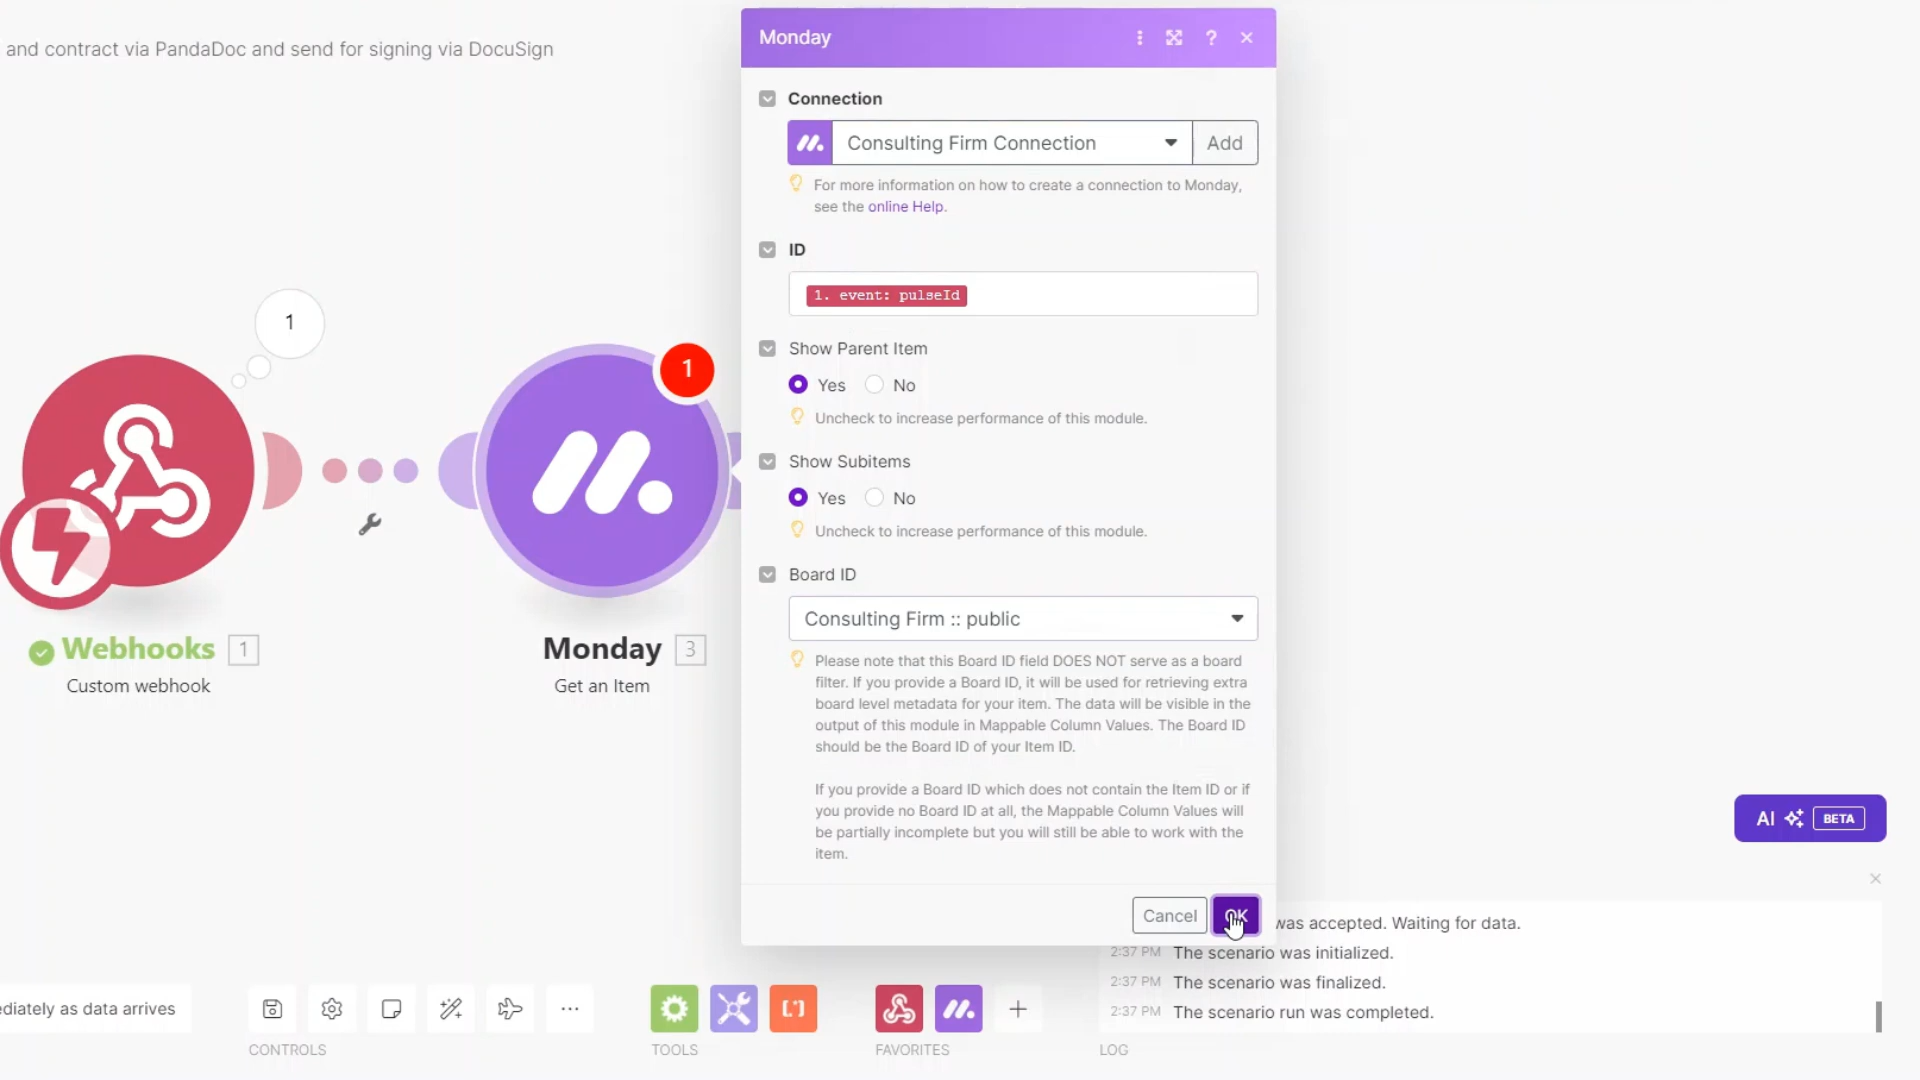 and contract via PandaDoc and send for signing via DocuSign
Monday
?
Connection
Consulting Firm Connection
Add
For more information on how to create a connection to Monday,
see the online Help.
ID
1. event: pulseId
Show Parent Item
Yes
No
Uncheck to increase performance of this module.
Show Subitems
Yes
No
Uncheck to increase performance of this module.
Board ID
Consulting Firm :: public
Please note that this Board ID field DOES NOT serve as a board
filter. If you provide a Board ID, it will be used for retrieving extra
board level metadata for your item. The data will be visible in the
output of this module in Mappable Column Values. The Board ID
should be the Board ID of your Item ID.
If you provide a Board ID which does not contain the Item ID or if
you provide no Board ID at all, the Mappable Column Values will
be partially incomplete but you will still be able to work with the
item.
Cancel
OK
1
1
Webhooks 1
Custom webhook
Monday 3
Get an Item
AI BETA
was accepted. Waiting for data.
2:37 PM The scenario was initialized.
2:37 PM The scenario was finalized.
2:37 PM The scenario run was completed.
ediately as data arrives
CONTROLS
TOOLS
FAVORITES
LOG